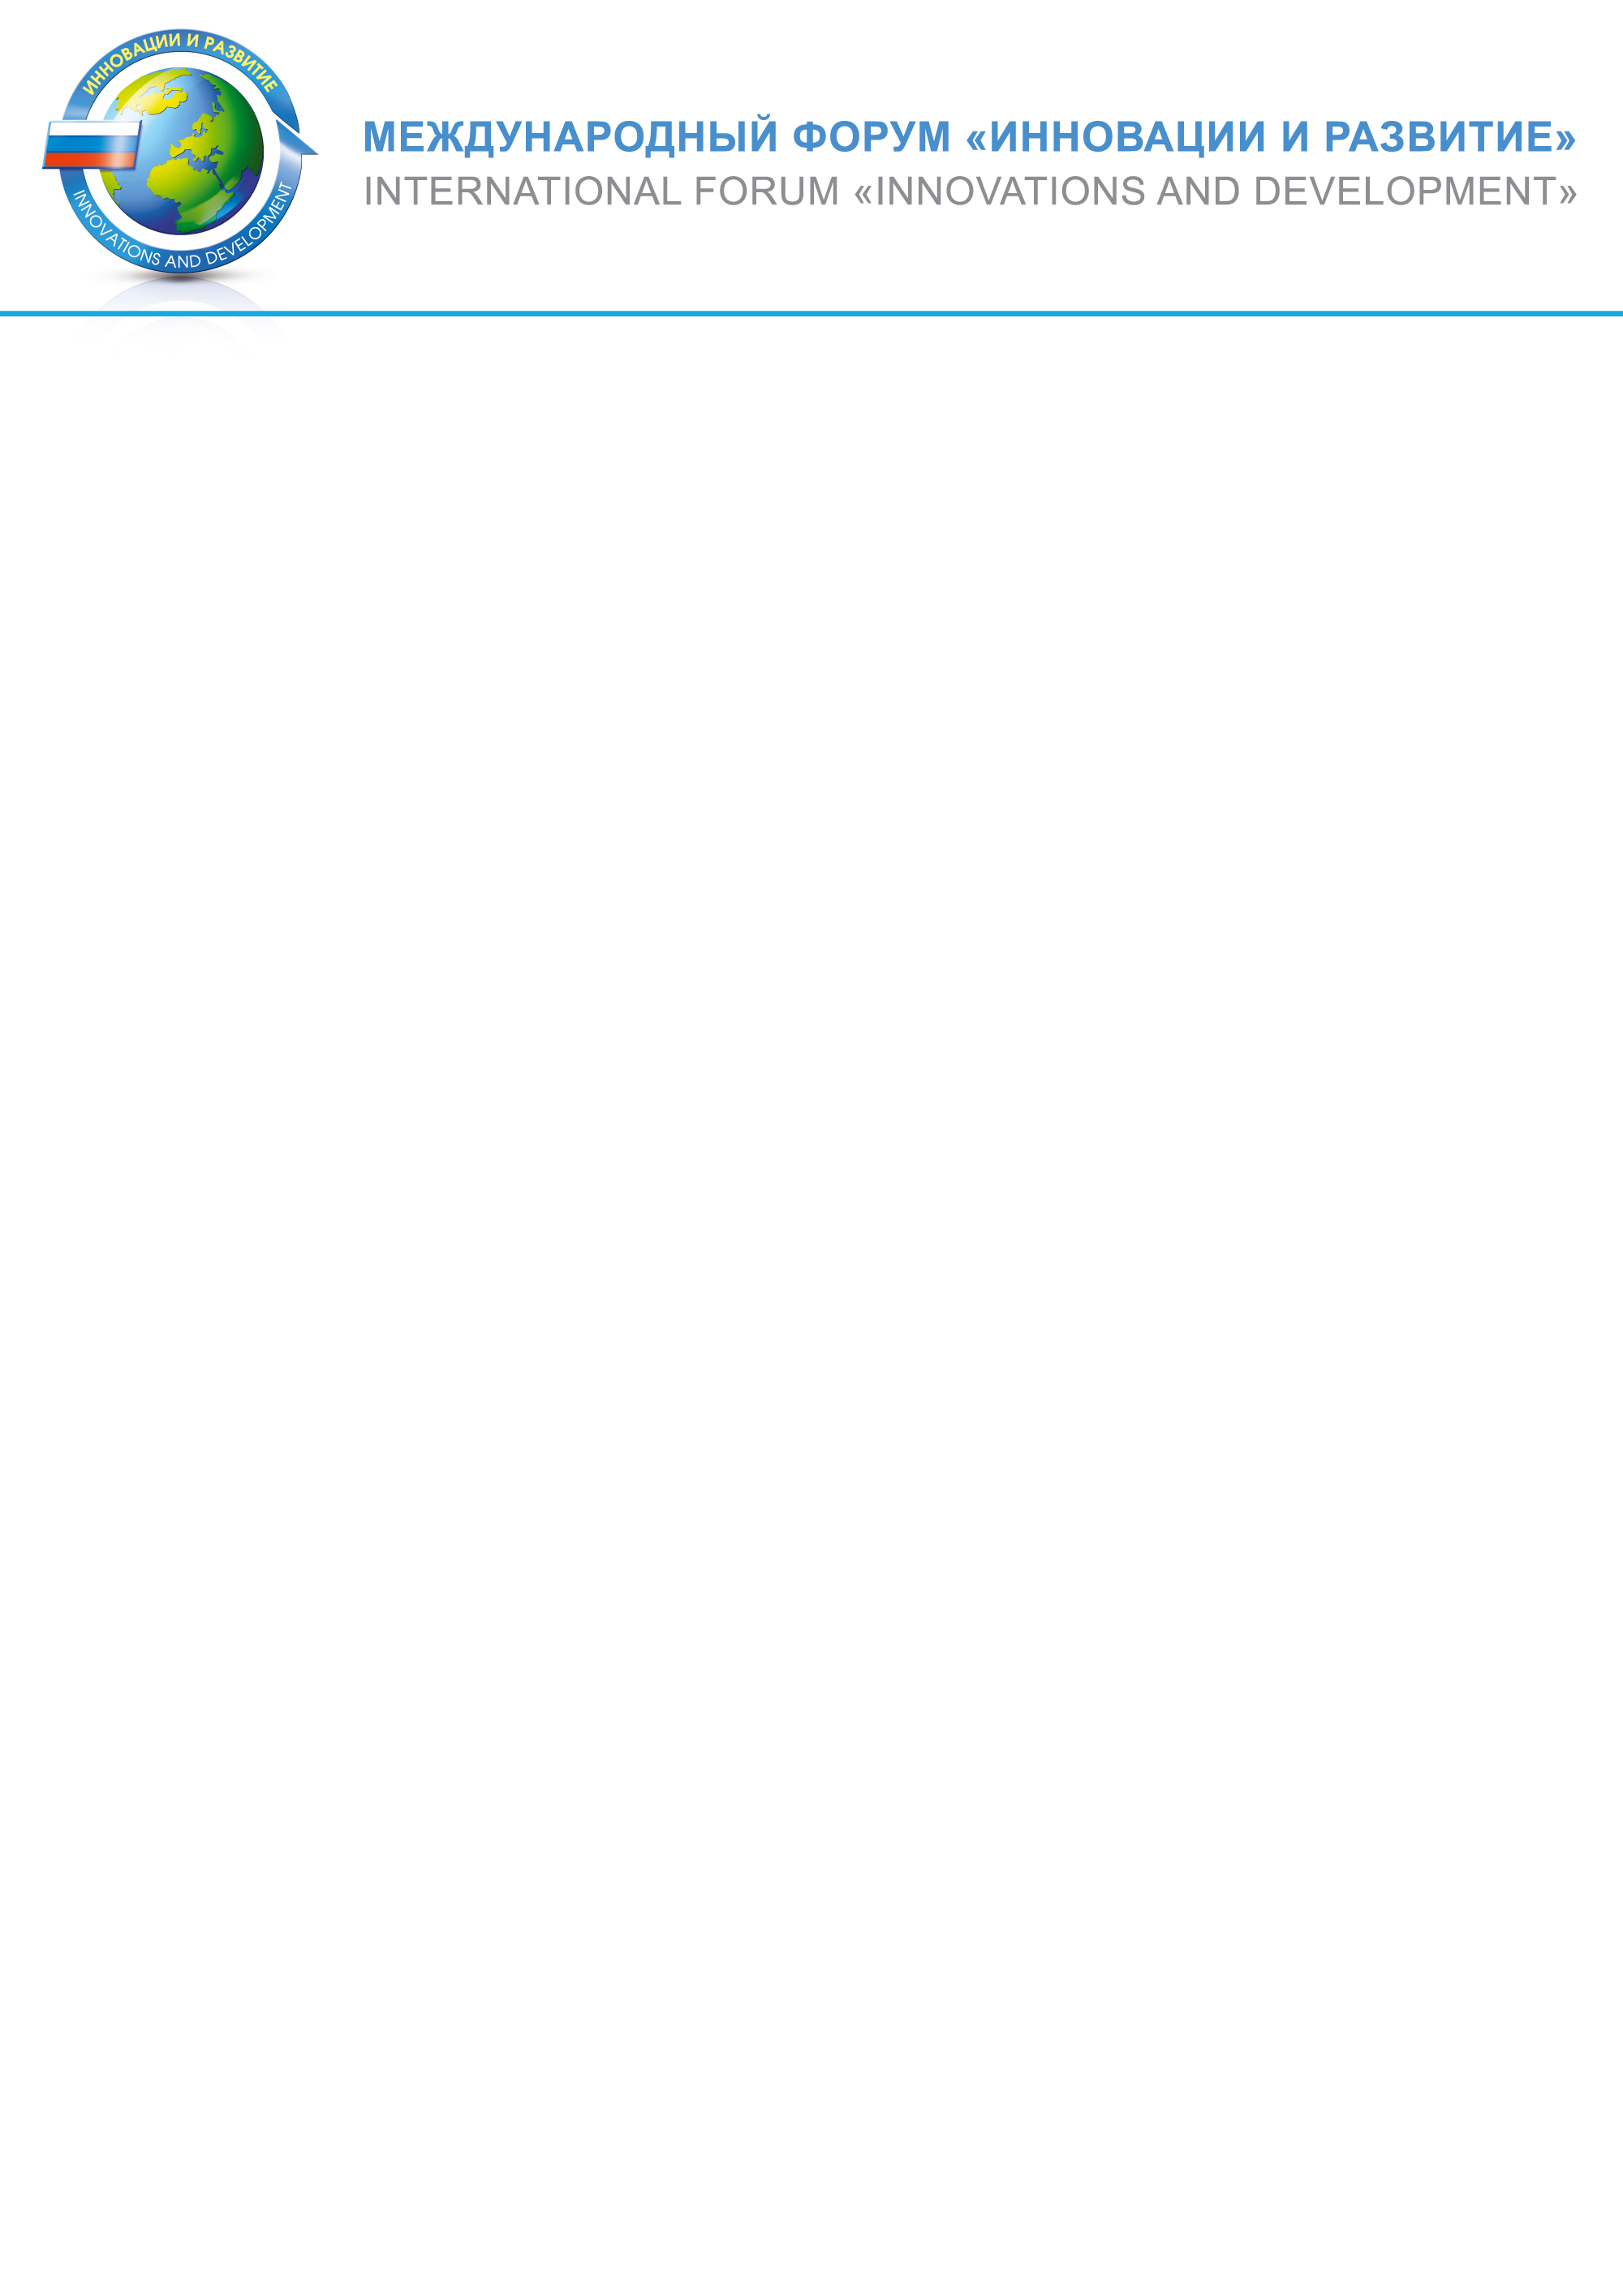 ИННОВАЦИИ И РАЗВИТИЕ
INNOVATIONS AND DEVELOPMENT
МЕЖДУНАРОДНЫЙ ФОРУМ «ИННОВАЦИИ И РАЗВИТИЕ»
INTERNATIONAL FORUM «INNOVATIONS AND DEVELOPMENT»